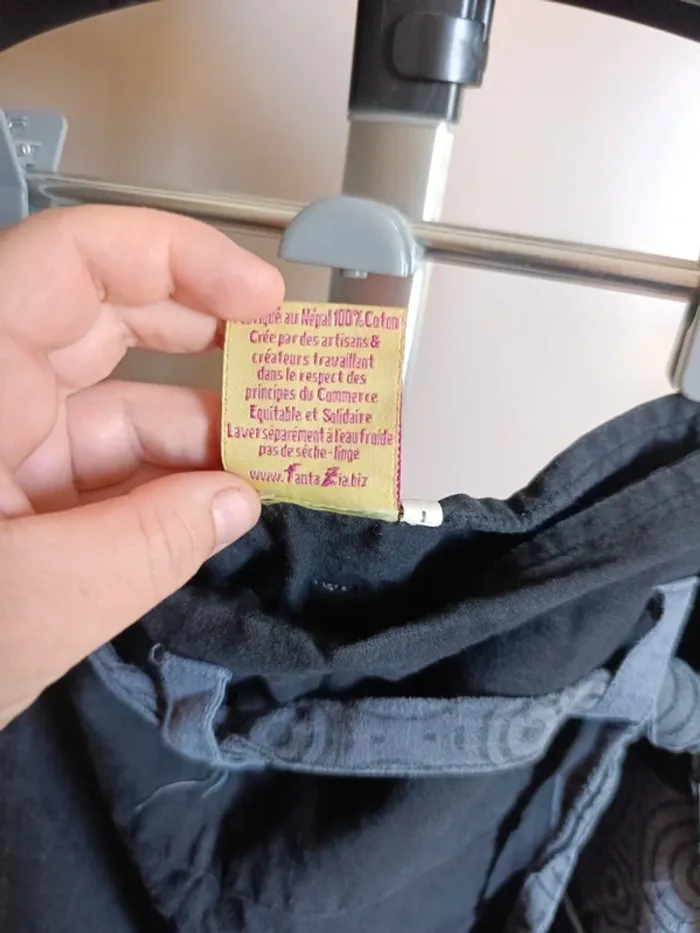 au Népal 100% Coton
Crée par des artisans &
créateurs travaillant
dans le respect des
principes du Commerce
Equitable et Solidaire
Laver séparément à l'eau froide
pas de séche-linge
www.fantaZia.biz